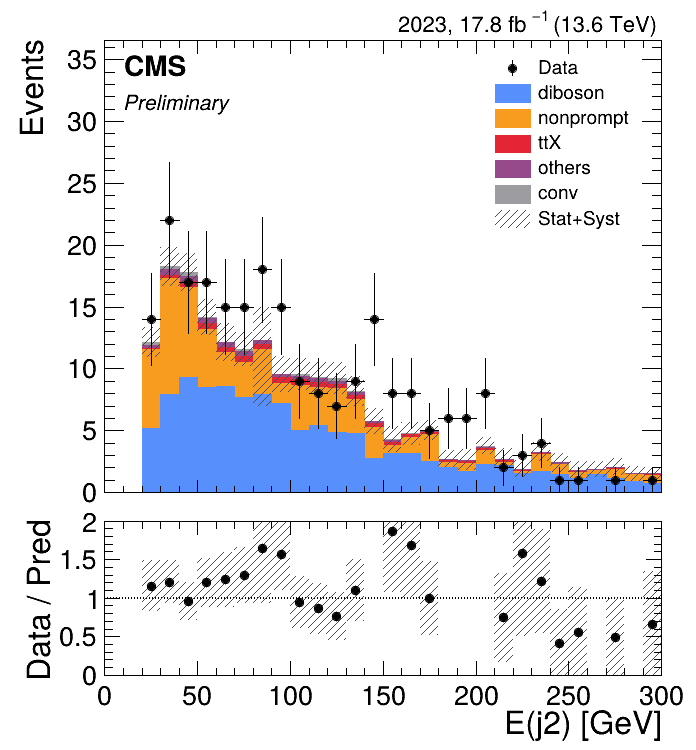 2023, 17.8 fb⁻¹ (13.6 TeV)
CMS
Preliminary
Events
35
30
25
20
15
10
5
0
Data
diboson
nonprompt
ttX
others
conv
Stat+Syst
Data / Pred
2
1.5
1
0.5
0
0 50 100 150 200 250 300
E(j2) [GeV]